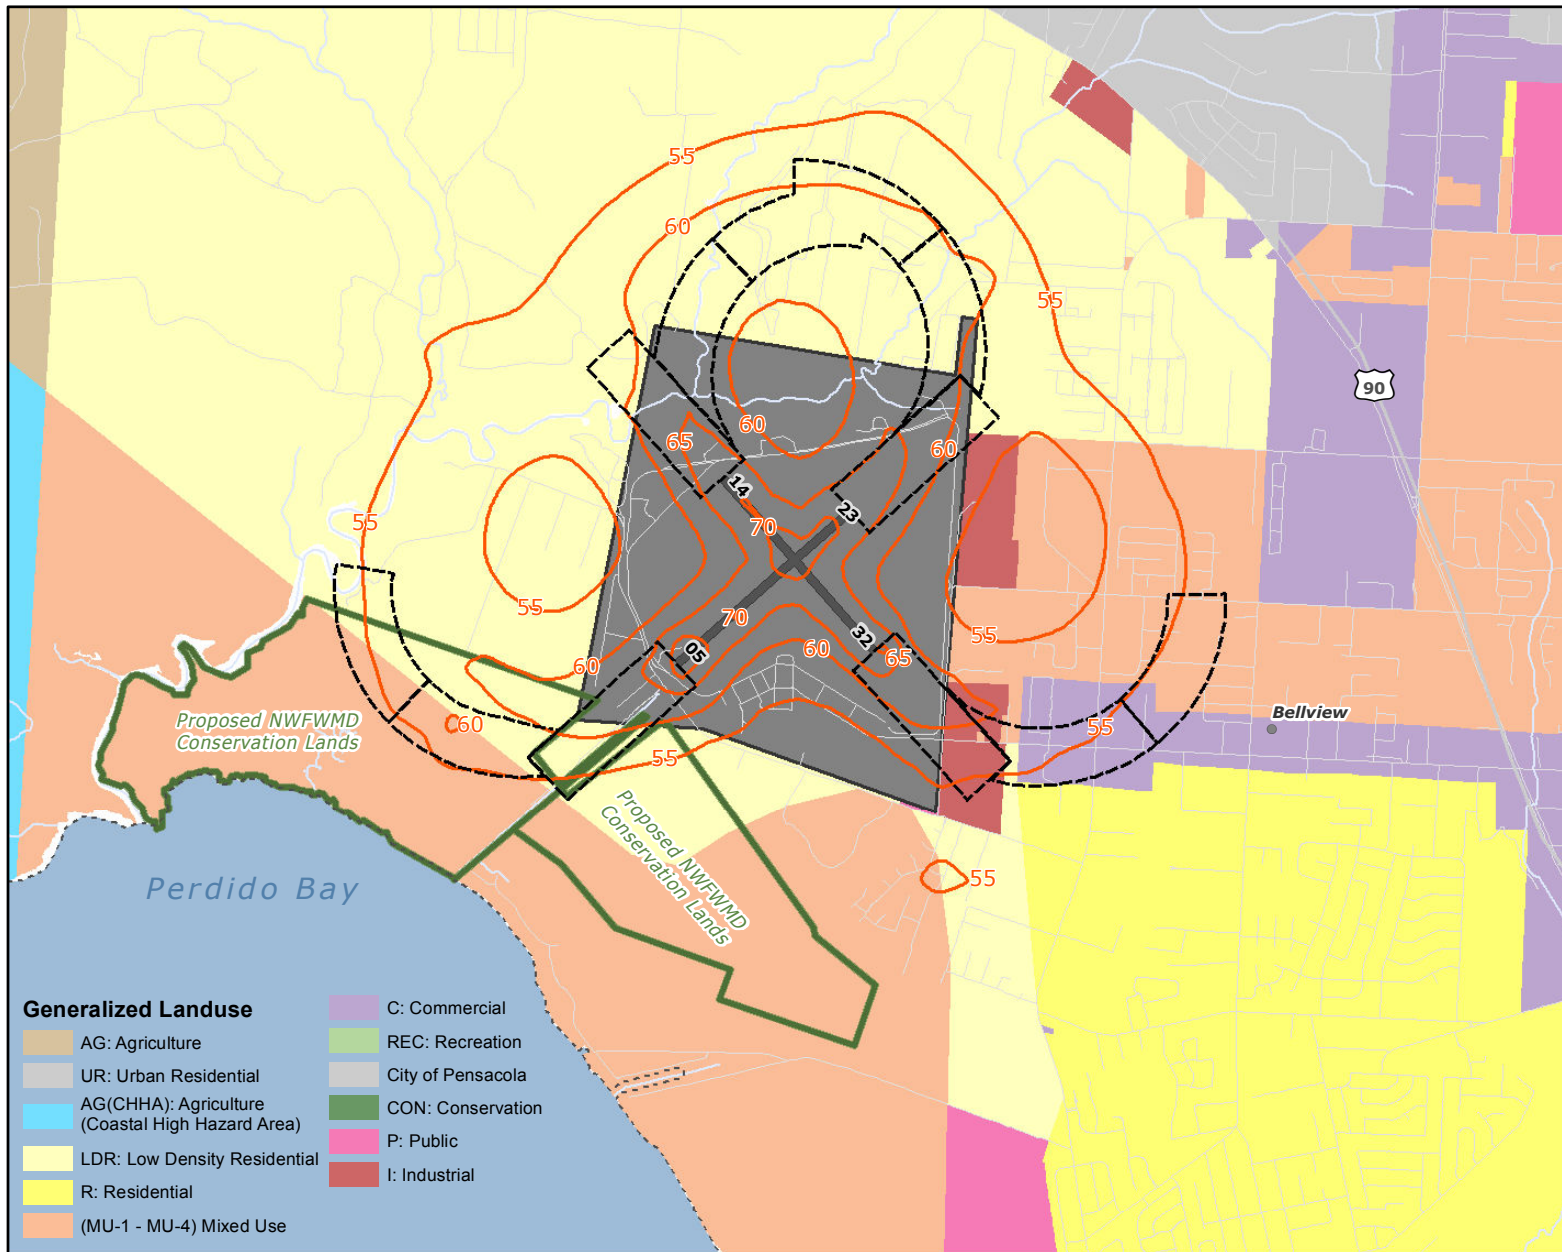 55
60
55
90
60
65
60
14
23
55
70
55
70
55
60
05
32
65
60
60
55
55
Bellview
Proposed NWFWMD
Conservation Lands
Proposed NWFWMD
Conservation Lands
55
Perdido Bay
Generalized Landuse
AG: Agriculture
UR: Urban Residential
AG(CHHA): Agriculture
(Coastal High Hazard Area)
LDR: Low Density Residential
R: Residential
(MU-1 - MU-4) Mixed Use
C: Commercial
REC: Recreation
City of Pensacola
CON: Conservation
P: Public
I: Industrial